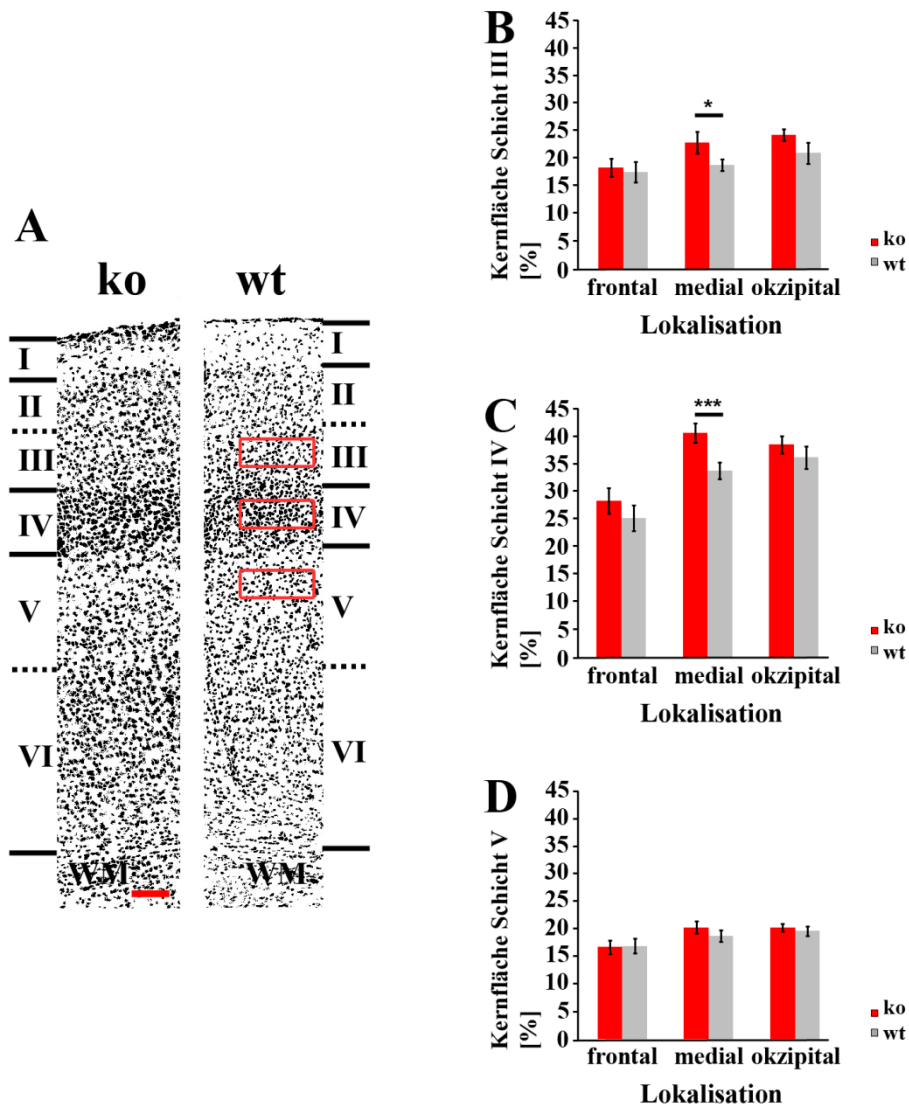 A
ko wt
I I
II II
III III
IV IV
V V
VI VI
WM WM
B
Kernfläche Schicht III
[%]
45
40
35
30
25
20
15
10
5
0
*
frontal medial okzipital
Lokalisation
ko
wt
C
Kernfläche Schicht IV
[%]
45
40
35
30
25
20
15
10
5
0
***
frontal medial okzipital
Lokalisation
ko
wt
D
Kernfläche Schicht V
[%]
45
40
35
30
25
20
15
10
5
0
frontal medial okzipital
Lokalisation
ko
wt